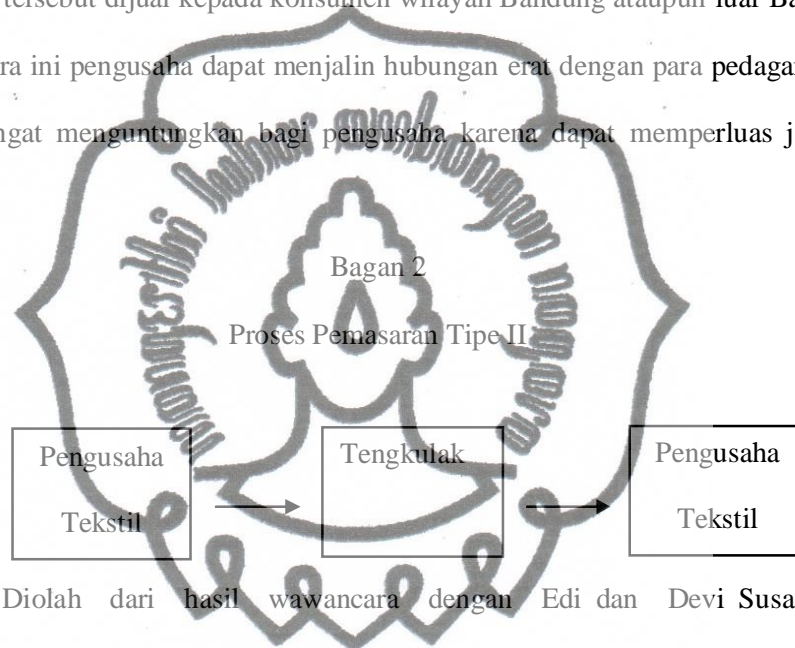 tersebut dijual kepada konsumen wilayah Bandung ataupun luar Ba
ra ini pengusaha dapat menjalin hubungan erat dengan para pedagan
ngat menguntungkan bagi pengusaha karena dapat memperluas j
Bagan 2
Proses Pemasaran Tipe II
Pengusaha Tekstil
Tengkulak
Pengusaha Tekstil
Diolah dari hasil wawancara dengan Edi dan Devi Susa